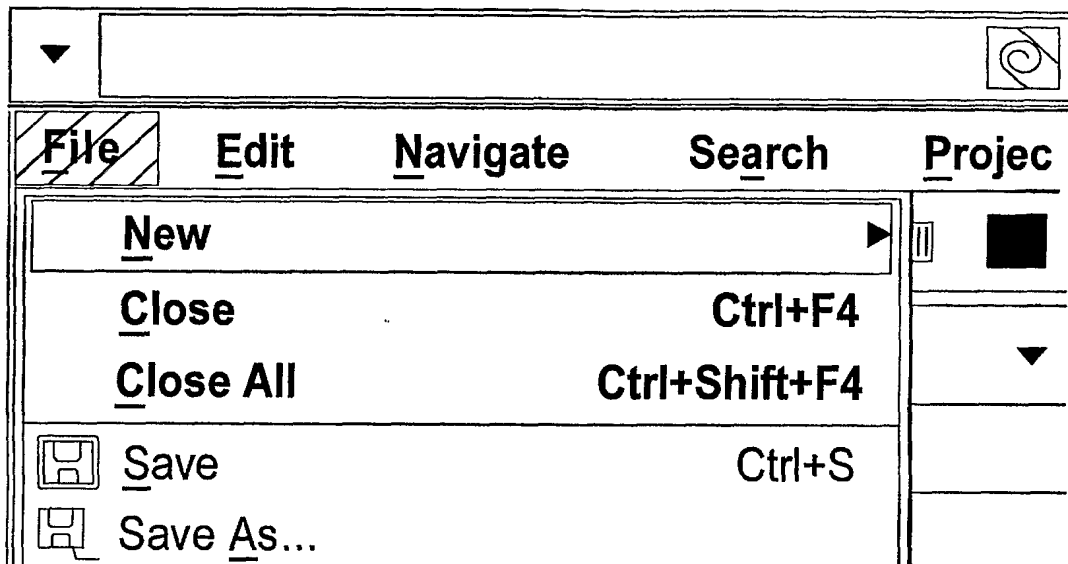 File Edit Navigate Search Projec
New
Close Ctrl+F4
Close All Ctrl+Shift+F4
Save Ctrl+S
Save As...